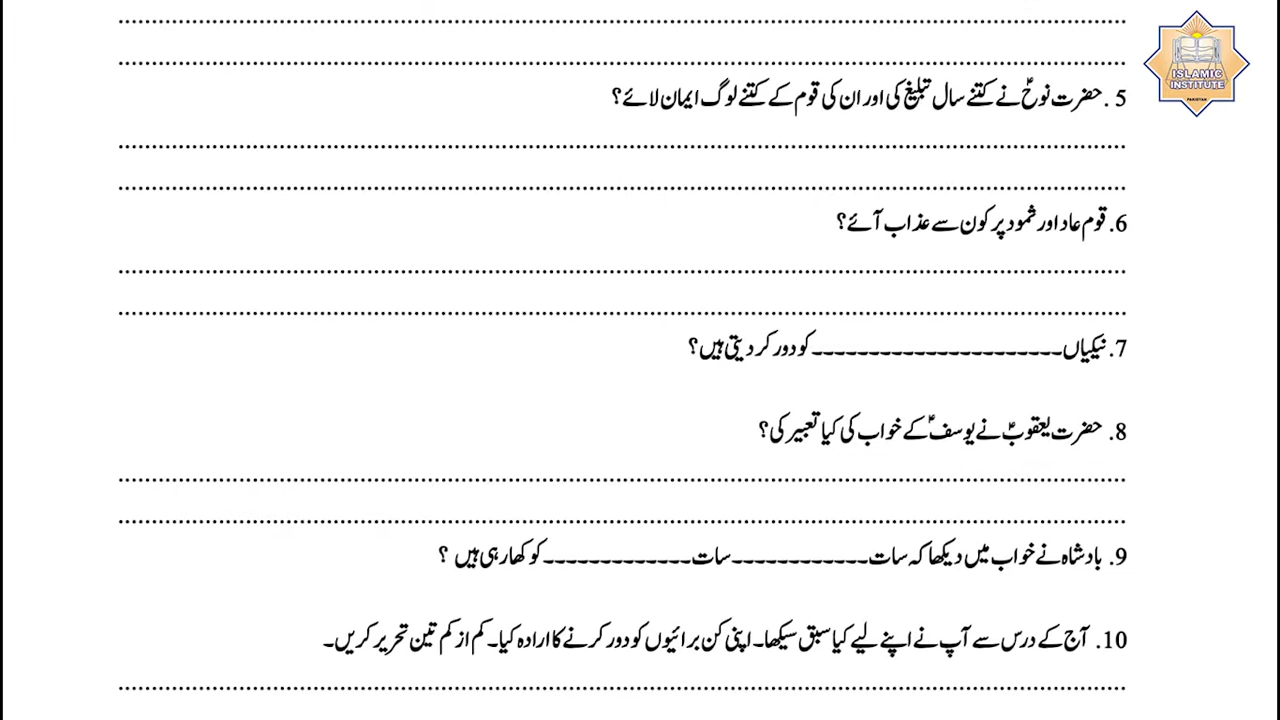 ISLAMIC
INSTITUTE
PAKISTAN
5 .حضرت نوحؑ نے کتنے سال تبلیغ کی اور ان کی قوم کے کتنے لوگ ایمان لائے؟
6. قوم عاد اور ثمود پر کون سے عذاب آئے؟
7. نیکیاں۔۔۔۔۔۔۔۔۔۔۔۔۔۔۔۔۔۔۔۔۔۔کو دور کر دیتی ہیں؟
8. حضرت یعقوبؑ نے یوسفؑ کے خواب کی کیا تعبیر کی؟
9. بادشاہ نے خواب میں دیکھا کہ سات۔۔۔۔۔۔۔۔۔۔۔۔سات۔۔۔۔۔۔۔۔۔۔۔۔۔کو کھا رہی ہیں ؟
10. آج کے درس سے آپ نے اپنے لیے کیا سبق سیکھا۔ اپنی کن برائیوں کو دور کرنے کا ارادہ کیا۔ کم از کم تین تحریر کریں۔